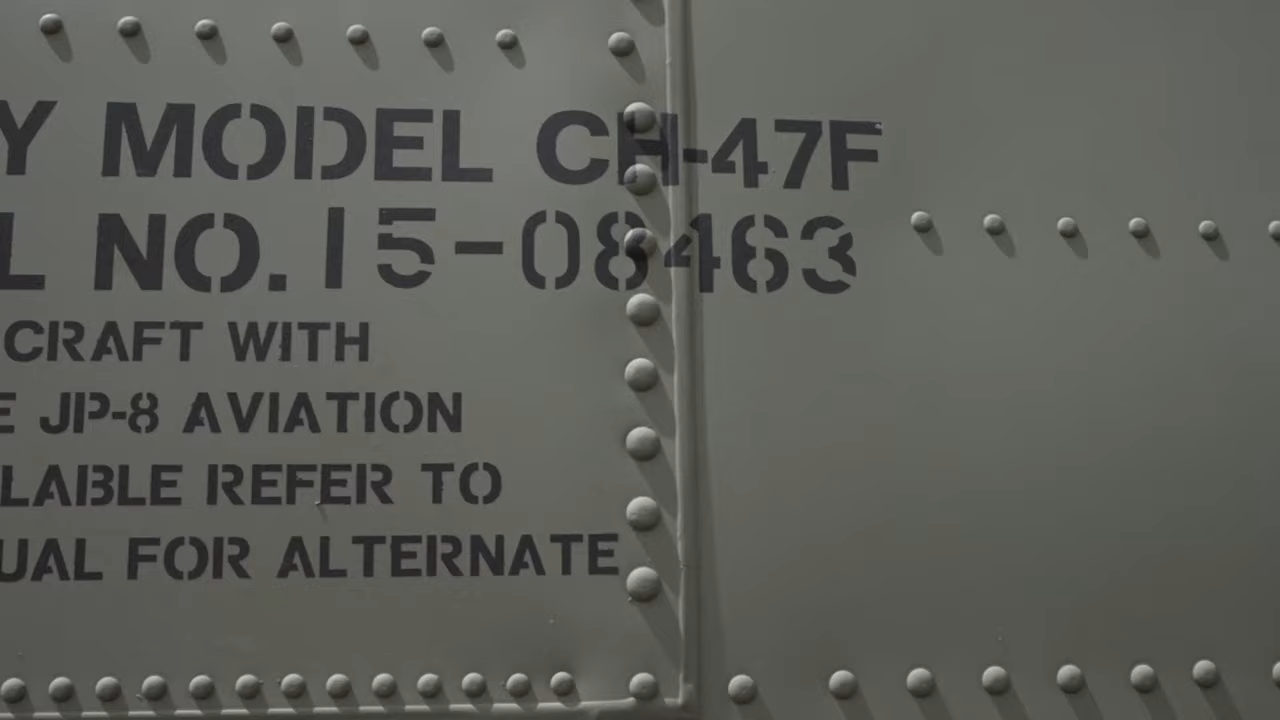 Y MODEL CH-47F
L NO. 15-08463
CRAFT WITH
E JP-8 AVIATION
LABLE REFER TO
UAL FOR ALTERNATE